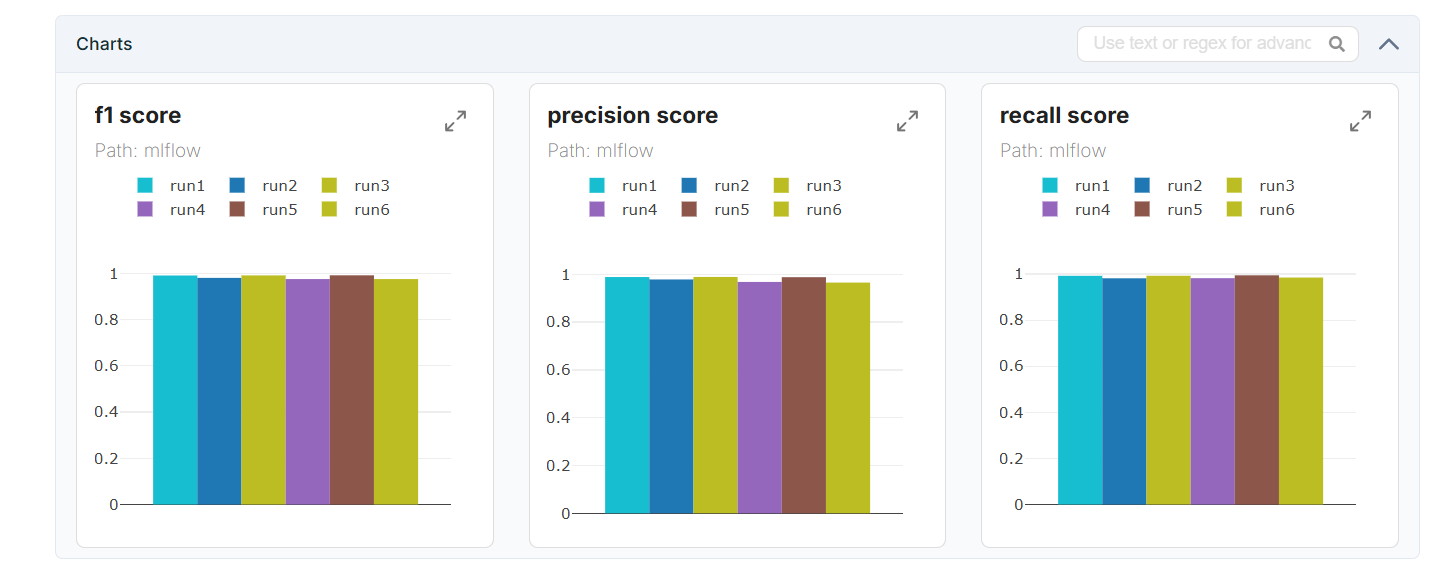 Charts
Use text or regex for advanc
f1 score
Path: mlflow
run1 run2 run3
run4 run5 run6
1
0.8
0.6
0.4
0.2
0
precision score
Path: mlflow
run1 run2 run3
run4 run5 run6
1
0.8
0.6
0.4
0.2
0
recall score
Path: mlflow
run1 run2 run3
run4 run5 run6
1
0.8
0.6
0.4
0.2
0